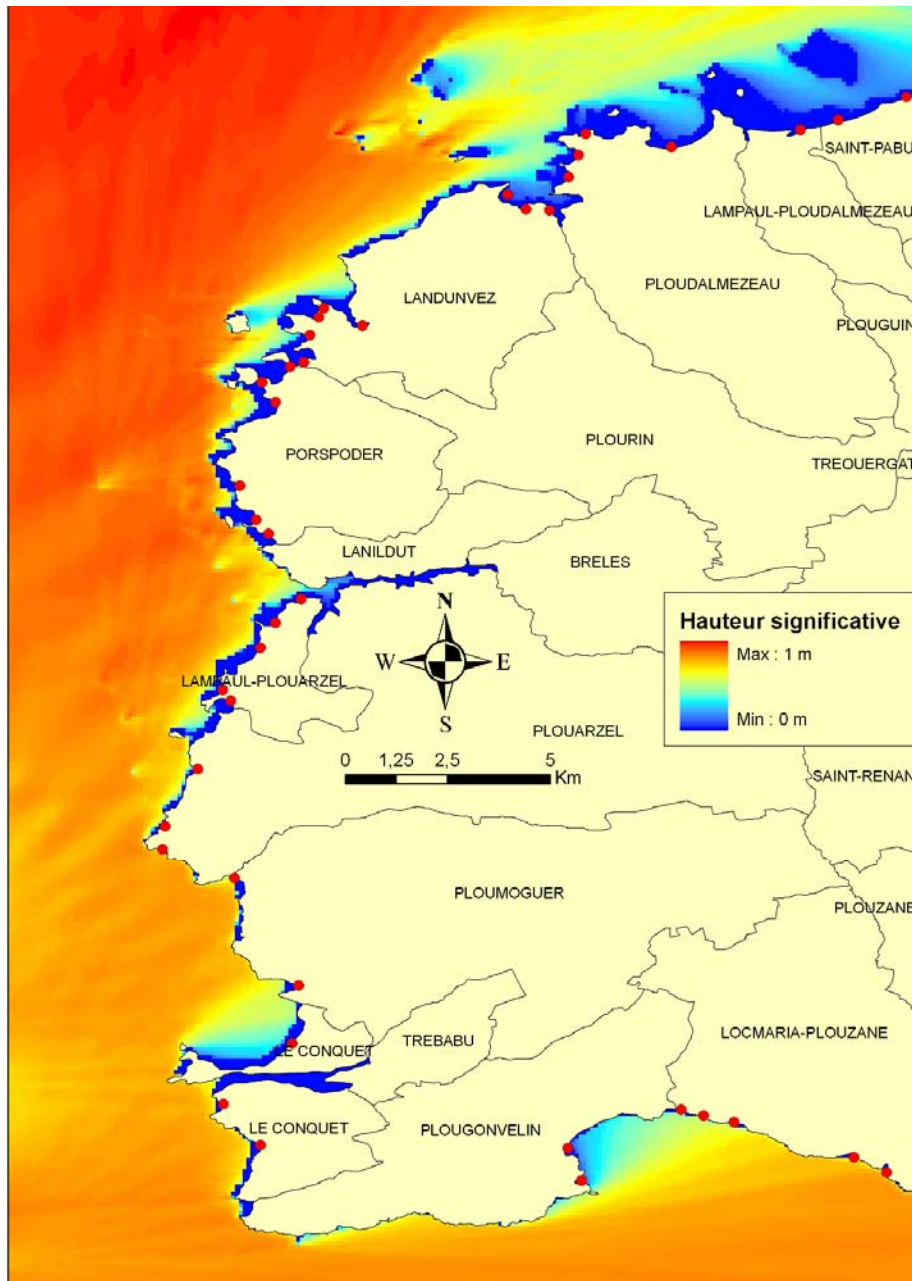 SAINT-PABU
LAMPAUL-PLOUDALMEZEAU
PLOUDALMEZEAU
LANDUNVEZ
PLOUGUIN
PLOURIN
PORSPODER
TREOUERGAT
LANILDUT
BRELES
Hauteur significative
Max : 1 m
Min : 0 m
N
W E
S
LAMPAUL-PLOUARZEL
PLOUARZEL
0 1,25 2,5 5
Km
SAINT-RENAN
PLOUMOGUER
PLOUZANE
LOCMARIA-PLOUZANE
TREBABU
LE CONQUET
LE CONQUET
PLOUGONVELIN